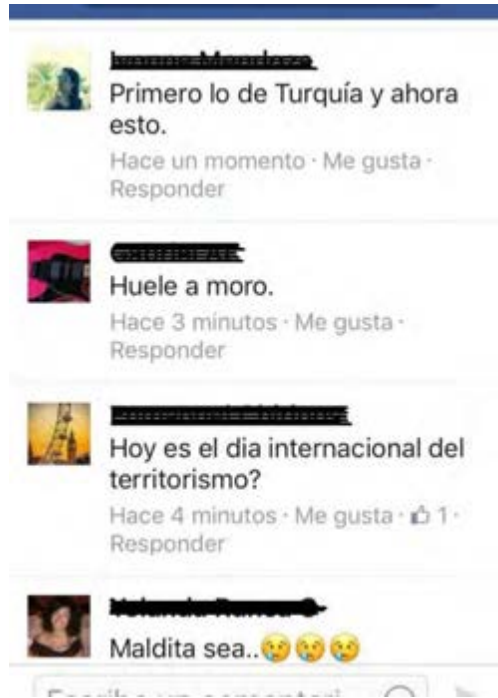 Primero lo de Turquía y ahora
esto.
Hace un momento · Me gusta ·
Responder
Huele a moro.
Hace 3 minutos · Me gusta ·
Responder
Hoy es el dia internacional del
territorismo?
Hace 4 minutos · Me gusta · 1 ·
Responder
Maldita sea..😢😢😢